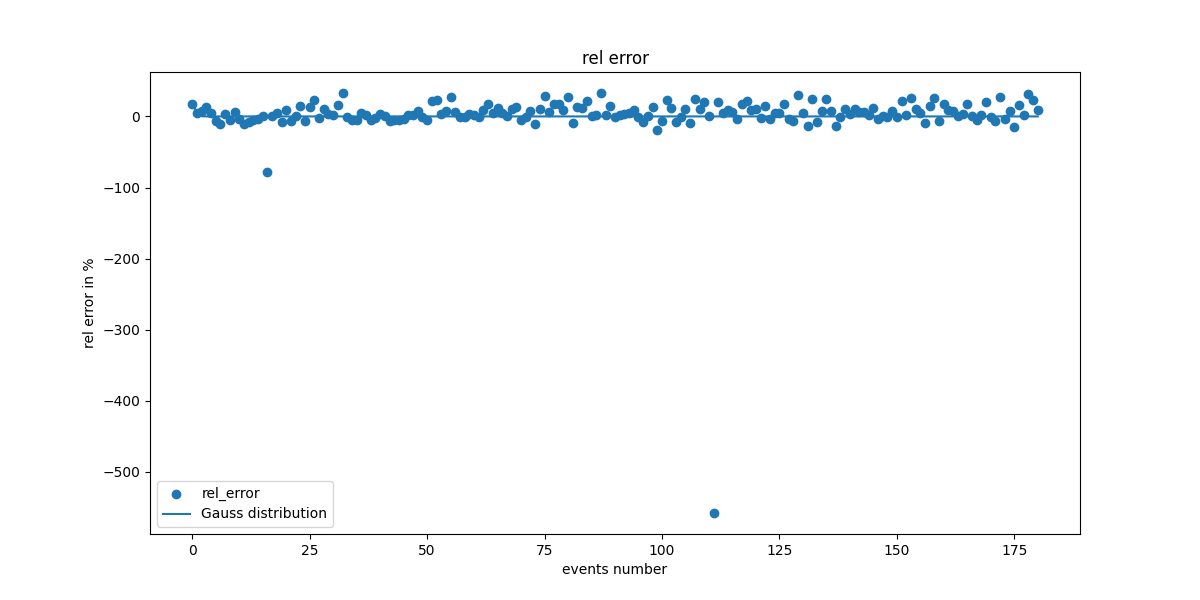 rel error
rel error in %
0
−100
−200
−300
−400
−500
rel_error
Gauss distribution
0 25 50 75 100 125 150 175
events number